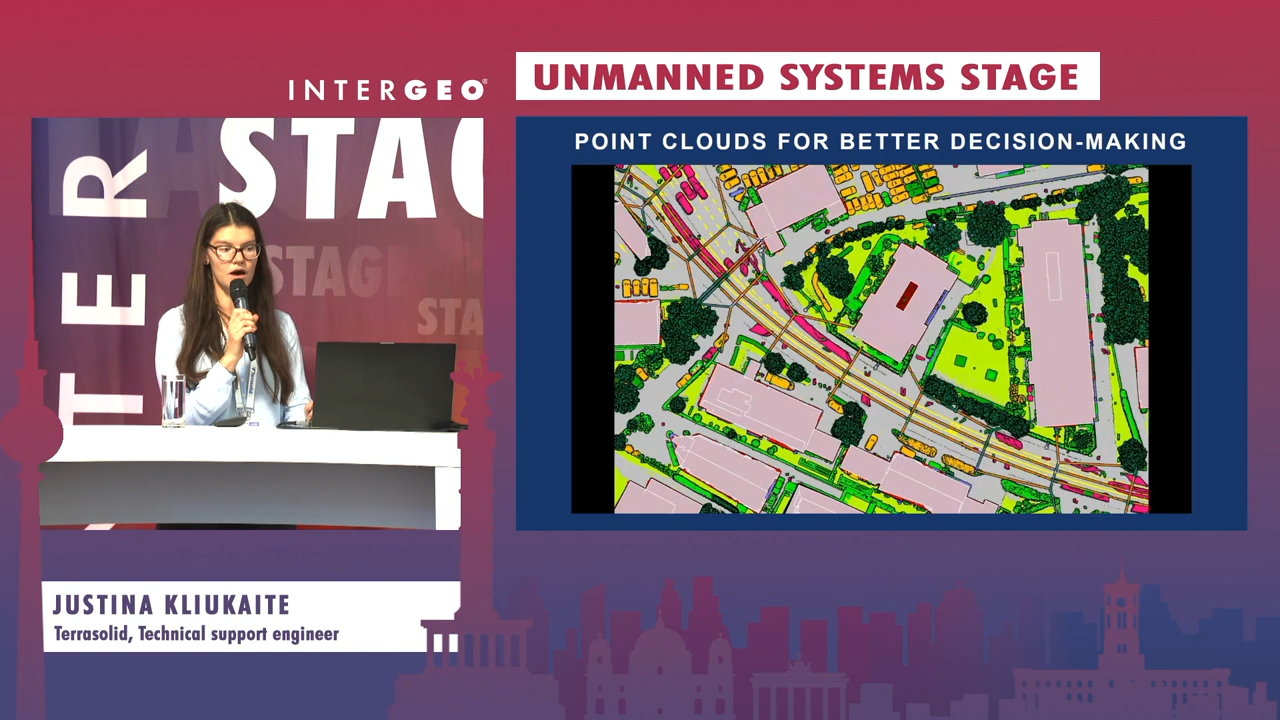 INTERGEO®
UNMANNED SYSTEMS STAGE
POINT CLOUDS FOR BETTER DECISION-MAKING
STAG
TER
STAGE
STA
JUSTINA KLIUKAITE
Terrasolid, Technical support engineer